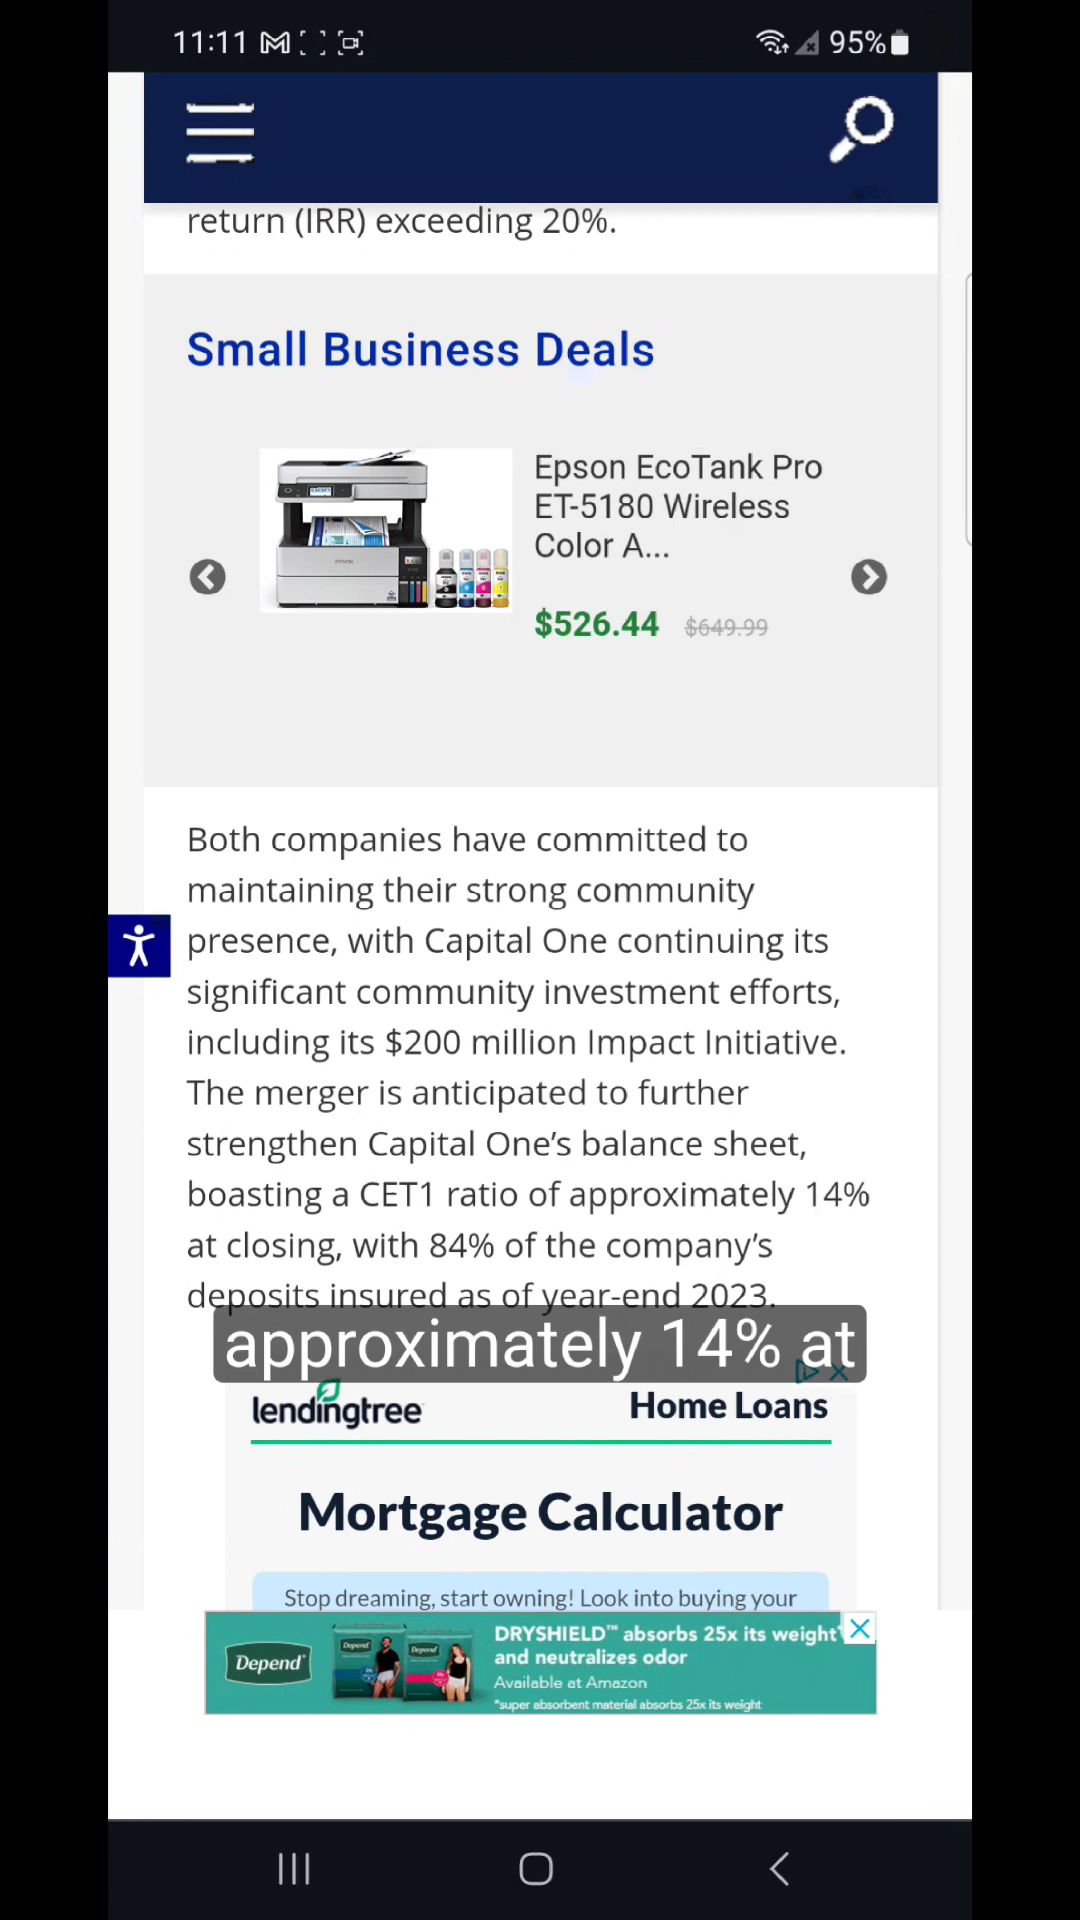 11:11
95%
return (IRR) exceeding 20%.
Small Business Deals
Epson EcoTank Pro
ET-5180 Wireless
Color A...
$526.44 $649.99
Both companies have committed to
maintaining their strong community
presence, with Capital One continuing its
significant community investment efforts,
including its $200 million Impact Initiative.
The merger is anticipated to further
strengthen Capital One’s balance sheet,
boasting a CET1 ratio of approximately 14%
at closing, with 84% of the company’s
deposits insured as of year-end 2023.
approximately 14% at
lendingtree
Home Loans
Mortgage Calculator
Stop dreaming, start owning! Look into buying your
Depend®
Depend
Depend
DRYSHIELD™ absorbs 25x its weight*
and neutralizes odor
Available at Amazon
*super absorbent material absorbs 25x its weight